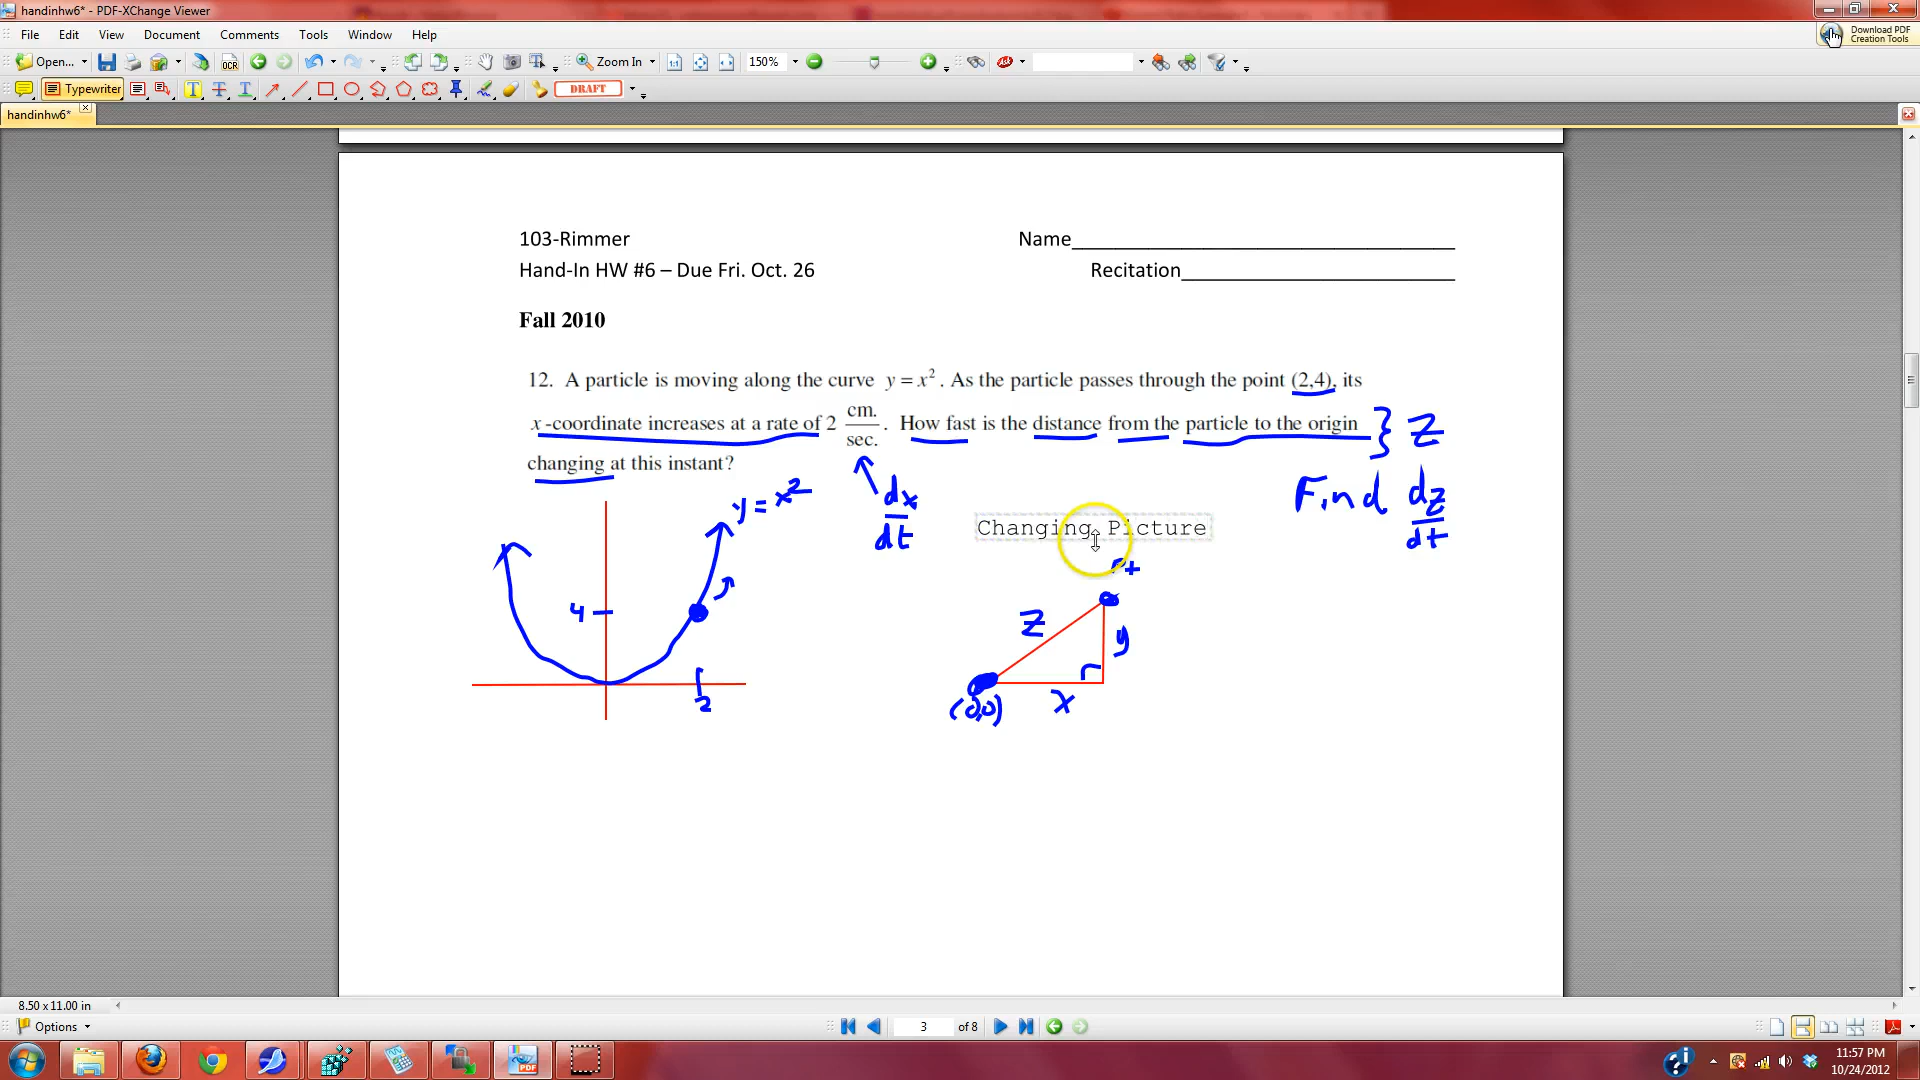 handinhw6* - PDF-XChange Viewer
File Edit View Document Comments Tools Window Help
Download PDF Creation Tools
Open... OCR Zoom In 150%
Typewriter DRAFT
handinhw6*
103-Rimmer Name
Hand-In HW #6 – Due Fri. Oct. 26 Recitation
Fall 2010
12. A particle is moving along the curve y = x². As the particle passes through the point (2,4), its
x-coordinate increases at a rate of 2 cm./sec. How fast is the distance from the particle to the origin } z
changing at this instant?
Find dz/dt
y = x²
dx/dt
Changing Picture
4
2
z
y
x
(0,0)
8.50 x 11.00 in
Options 3 of 8
11:57 PM
10/24/2012